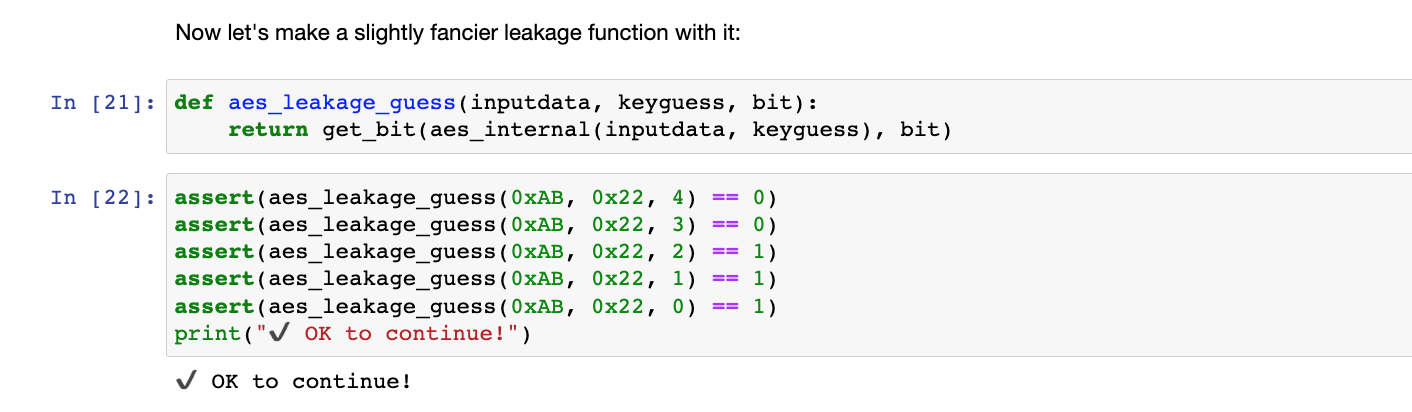 Now let's make a slightly fancier leakage function with it:
In [21]: def aes_leakage_guess(inputdata, keyguess, bit):
    return get_bit(aes_internal(inputdata, keyguess), bit)
In [22]: assert(aes_leakage_guess(0xAB, 0x22, 4) == 0)
assert(aes_leakage_guess(0xAB, 0x22, 3) == 0)
assert(aes_leakage_guess(0xAB, 0x22, 2) == 1)
assert(aes_leakage_guess(0xAB, 0x22, 1) == 1)
assert(aes_leakage_guess(0xAB, 0x22, 0) == 1)
print("✔ OK to continue!")
✔ OK to continue!